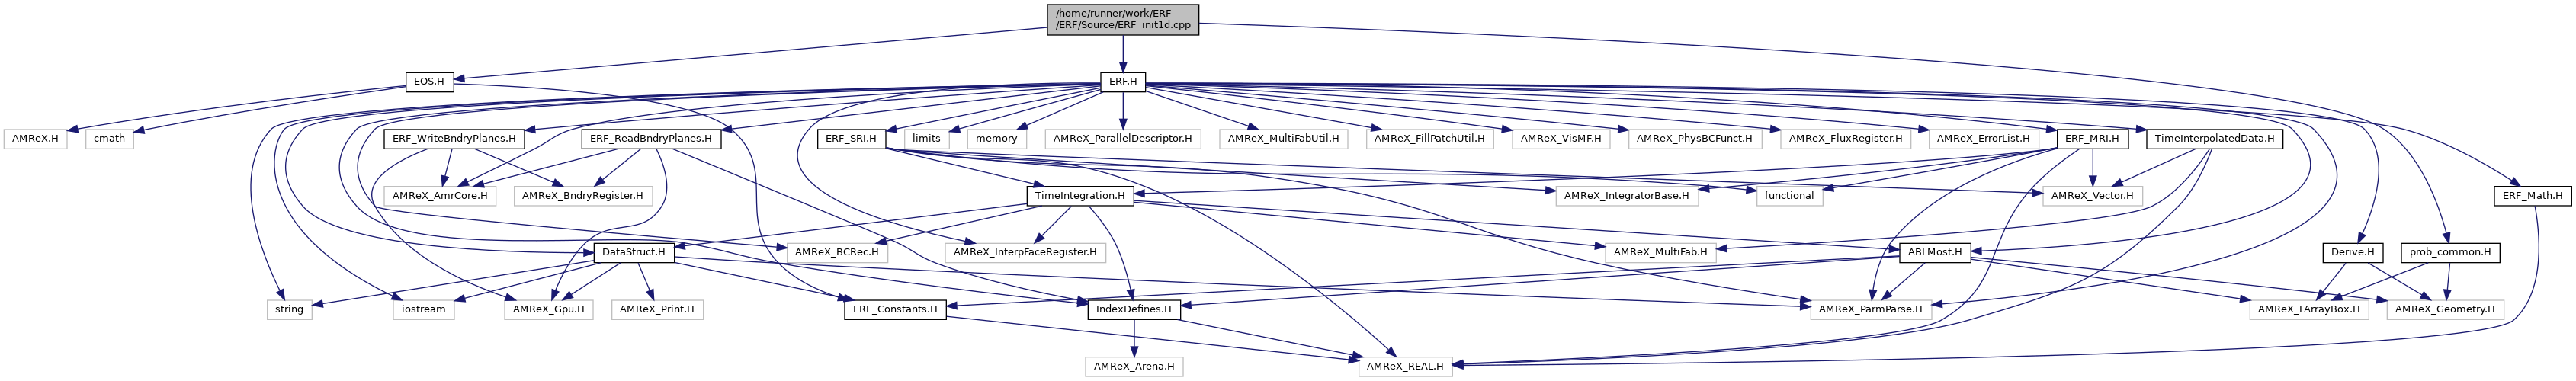 /home/runner/work/ERF
/ERF/Source/ERF_init1d.cpp
EOS.H
ERF.H
AMReX.H
cmath
ERF_WriteBndryPlanes.H
ERF_ReadBndryPlanes.H
ERF_SRI.H
limits
memory
AMReX_ParallelDescriptor.H
AMReX_MultiFabUtil.H
AMReX_FillPatchUtil.H
AMReX_VisMF.H
AMReX_PhysBCFunct.H
AMReX_FluxRegister.H
AMReX_ErrorList.H
ERF_MRI.H
TimeInterpolatedData.H
AMReX_AmrCore.H
AMReX_BndryRegister.H
TimeIntegration.H
AMReX_IntegratorBase.H
functional
AMReX_Vector.H
ERF_Math.H
DataStruct.H
AMReX_BCRec.H
AMReX_InterpFaceRegister.H
AMReX_MultiFab.H
ABLMost.H
Derive.H
prob_common.H
string
iostream
AMReX_Gpu.H
AMReX_Print.H
ERF_Constants.H
IndexDefines.H
AMReX_ParmParse.H
AMReX_FArrayBox.H
AMReX_Geometry.H
AMReX_Arena.H
AMReX_REAL.H